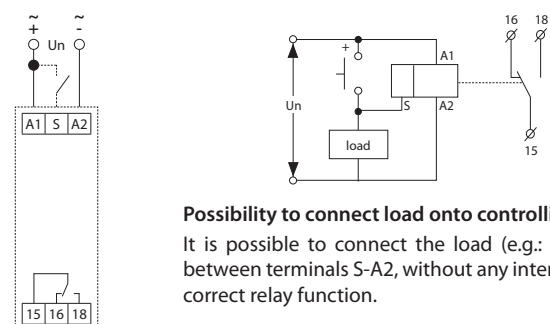 ~ ~
+ Un -
A1 S A2
15 16 18
16 18
+
A1
Un
S A2
load
15
Possibility to connect load onto controlli
It is possible to connect the load (e.g.:
between terminals S-A2, without any inter
correct relay function.